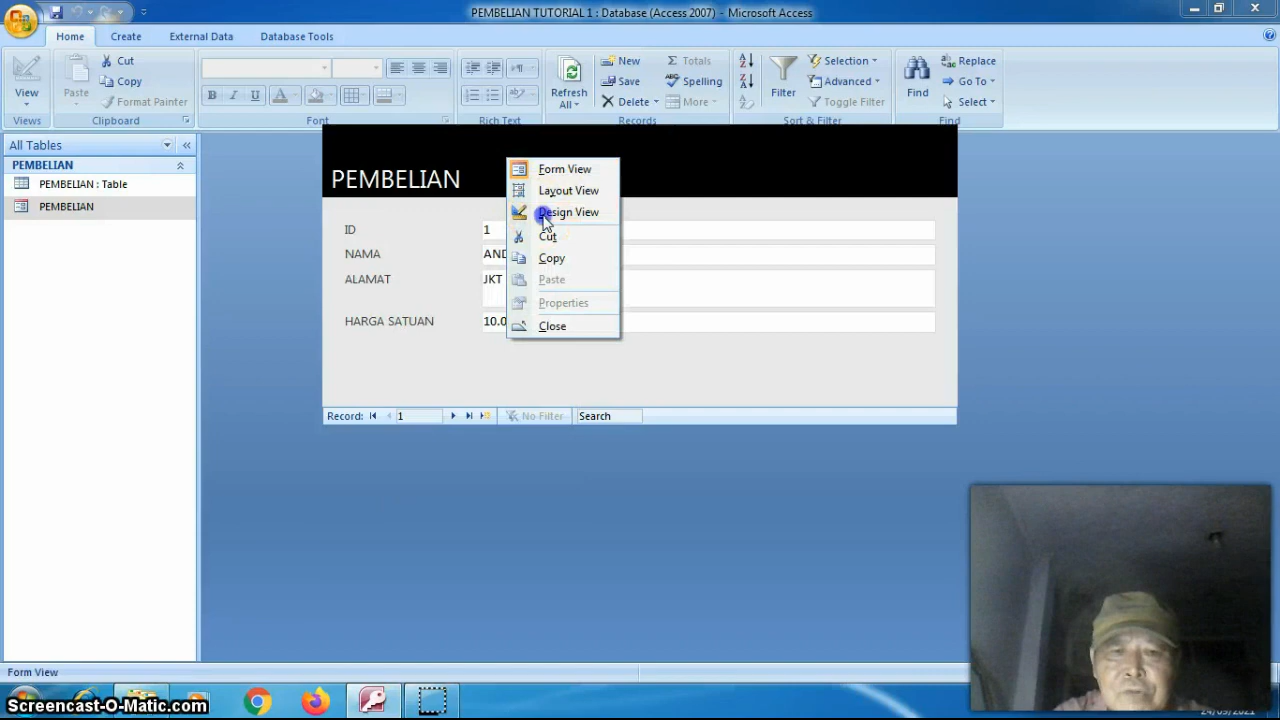 PEMBELIAN TUTORIAL 1 : Database (Access 2007) - Microsoft Access
Home Create External Data Database Tools
View
Views
Paste
Cut
Copy
Format Painter
Clipboard
B I U A
Font
Rich Text
Refresh All
New
Save
Delete
Totals
Spelling
More
Records
Filter
Selection
Advanced
Toggle Filter
Sort & Filter
Find
Replace
Go To
Select
Find
All Tables
PEMBELIAN
PEMBELIAN : Table
PEMBELIAN
PEMBELIAN
ID 1
NAMA
ALAMAT JKT
HARGA SATUAN
Form View
Layout View
Design View
Cut
Copy
Paste
Properties
Close
Record: 1 No Filter Search
Form View
Screencast-O-Matic.com
24/09/2021